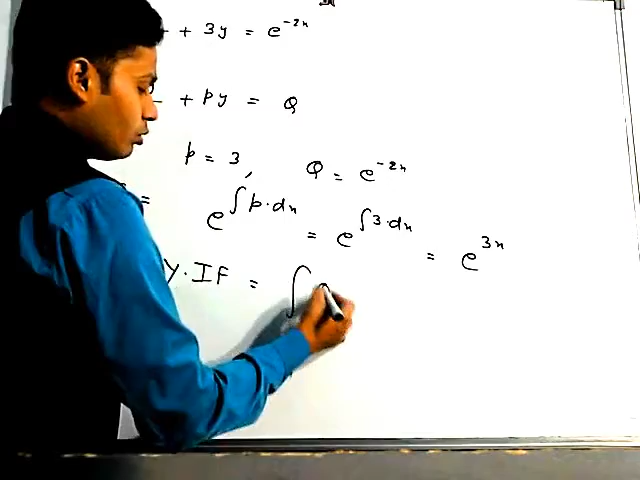 + 3y = e^{-2x}
+ py = Q
p = 3, Q = e^{-2x}
= e^{∫p·dx} = e^{∫3·dx} = e^{3x}
y·IF = ∫